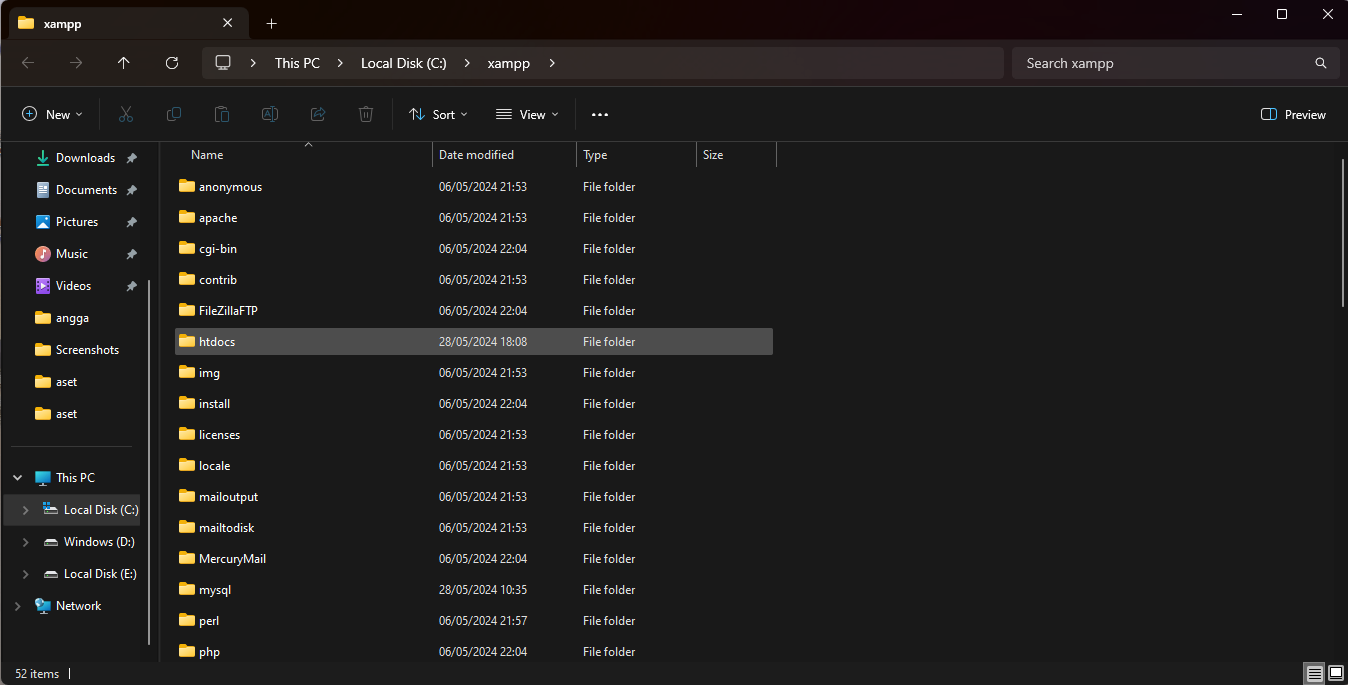 xampp
This PC
Local Disk (C:)
xampp
Search xampp
New
Sort
View
Preview
Downloads
Documents
Pictures
Music
Videos
angga
Screenshots
aset
aset
This PC
Local Disk (C:)
Windows (D:)
Local Disk (E:)
Network
Name Date modified Type Size
anonymous 06/05/2024 21:53 File folder
apache 06/05/2024 21:53 File folder
cgi-bin 06/05/2024 22:04 File folder
contrib 06/05/2024 21:53 File folder
FileZillaFTP 06/05/2024 22:04 File folder
htdocs 28/05/2024 18:08 File folder
img 06/05/2024 21:53 File folder
install 06/05/2024 22:04 File folder
licenses 06/05/2024 21:53 File folder
locale 06/05/2024 21:53 File folder
mailoutput 06/05/2024 21:53 File folder
mailtodisk 06/05/2024 21:53 File folder
MercuryMail 06/05/2024 22:04 File folder
mysql 28/05/2024 10:35 File folder
perl 06/05/2024 21:57 File folder
php 06/05/2024 22:04 File folder
52 items